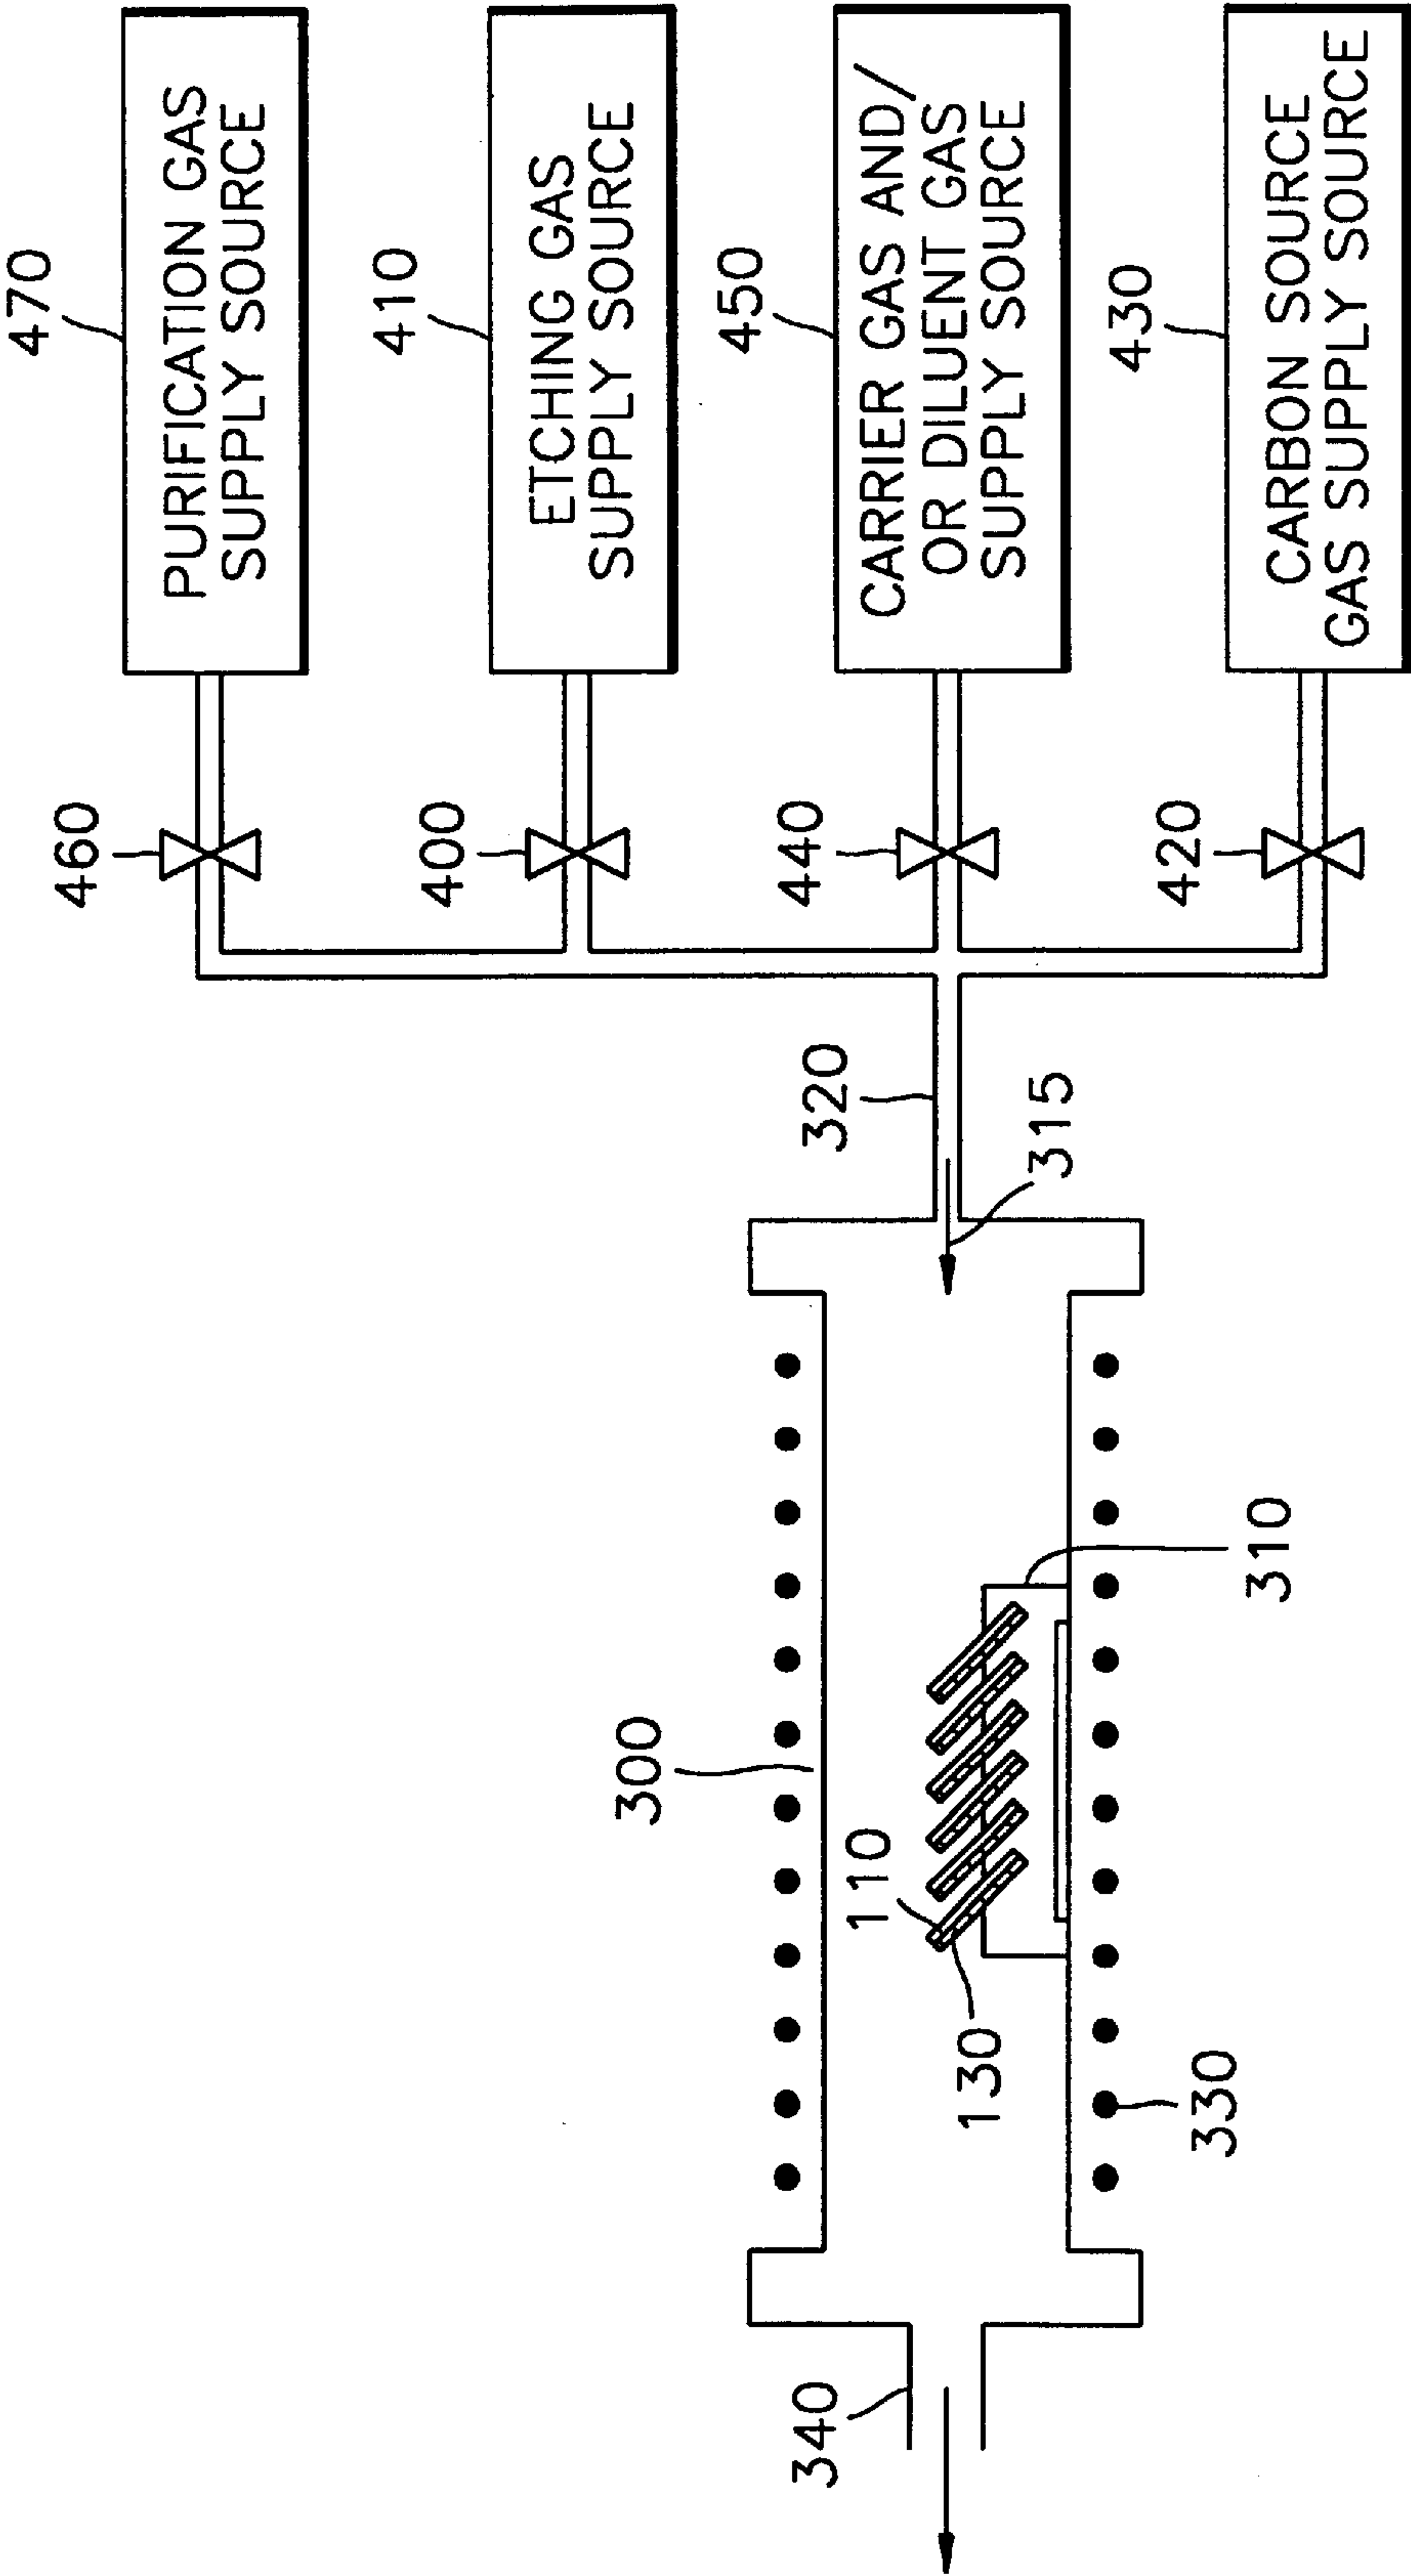 470
PURIFICATION GAS
SUPPLY SOURCE
410
ETCHING GAS
SUPPLY SOURCE
450
CARRIER GAS AND/
OR DILUENT GAS
SUPPLY SOURCE
430
CARBON SOURCE
GAS SUPPLY SOURCE
460
400
440
420
320
315
300
110
130
310
330
340